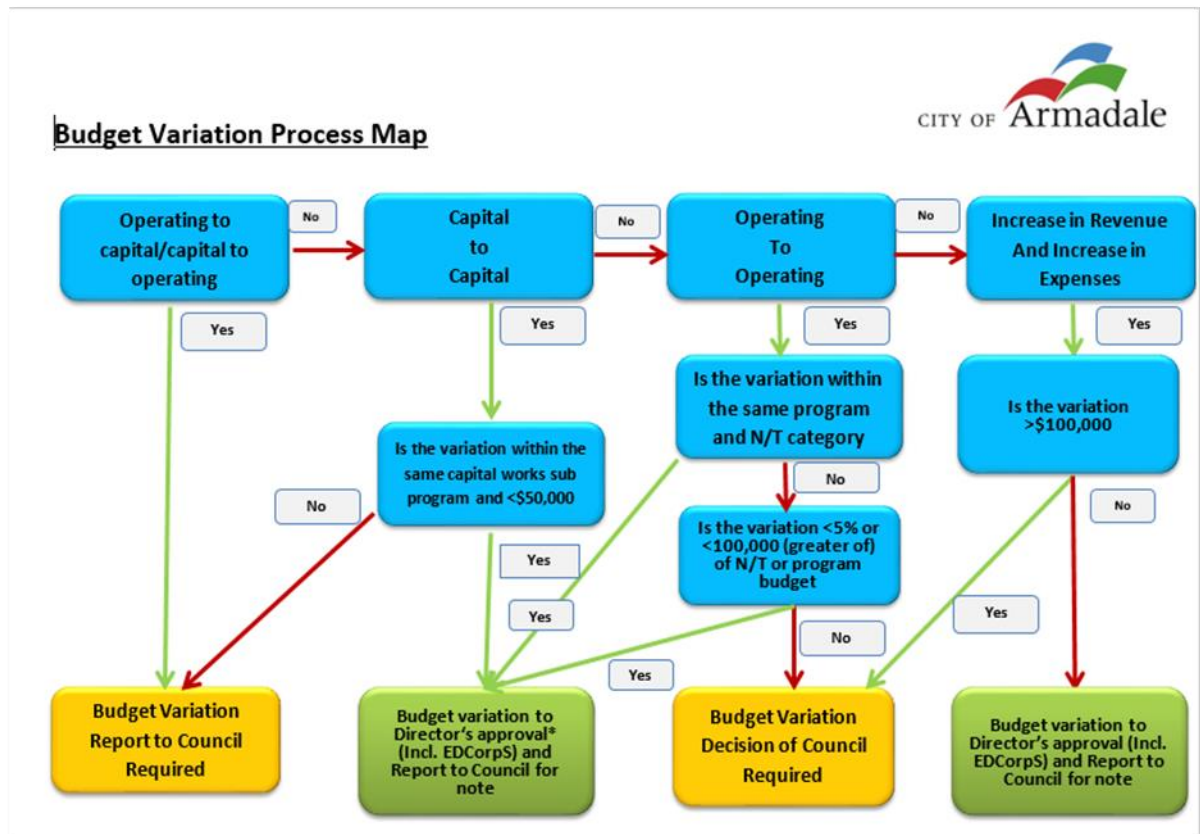 CITY OF Armadale
Budget Variation Process Map
Operating to
capital/capital to
operating
No
Capital
to
Capital
No
Operating
To
Operating
No
Increase in Revenue
And Increase in
Expenses
Yes
Yes
Yes
Yes
Is the variation within the
same capital works sub
program and <$50,000
Is the variation within
the same program
and N/T category
Is the variation
>$100,000
No
No
No
Yes
Is the variation <5% or
<100,000 (greater of)
of N/T or program
budget
Yes
Yes
No
Yes
Budget Variation
Report to Council
Required
Budget variation to
Director's approval*
(Incl. EDCorpS) and
Report to Council for
note
Budget Variation
Decision of Council
Required
Budget variation to
Director's approval (Incl.
EDCorpS) and Report to
Council for note